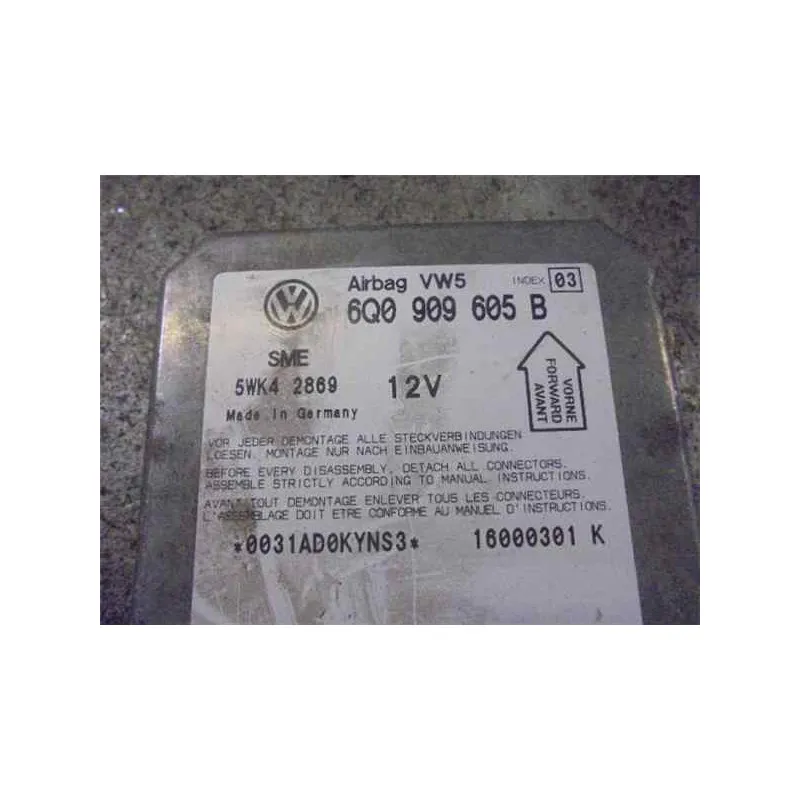 Airbag VW5 INDEX 03
6Q0 909 605 B
SME
5WK4 2869 12V
Made in Germany
VORNE
FORWARD
AVANT
VOR JEDER DEMONTAGE ALLE STECKVERBINDUNGEN
LOESEN. MONTAGE NUR NACH EINBAUANWEISUNG.
BEFORE EVERY DISASSEMBLY, DETACH ALL CONNECTORS.
ASSEMBLE STRICTLY ACCORDING TO MANUAL INSTRUCTIONS.
AVANT TOUT DEMONTAGE ENLEVER TOUS LES CONNECTEURS.
L'ASSEMBLAGE DOIT ETRE CONFORME AU MANUEL D'INSTRUCTIONS.
*0031AD0KYNS3* 16000301 K